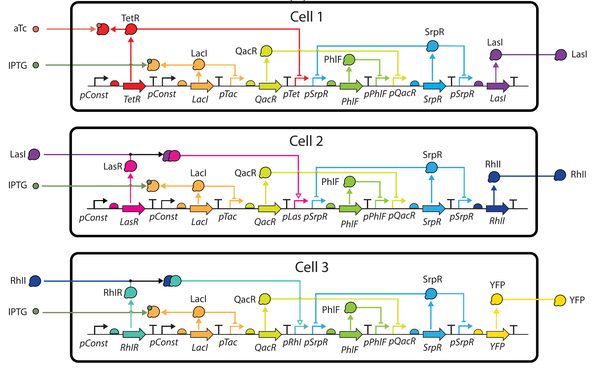 Cell 1
aTc
TetR
SrpR
LasI
LasI
LacI
QacR
PhlF
IPTG
pConst
TetR
pConst
LacI
pTac
QacR
pTet
pSrpR
PhlF
pPhlF
pQacR
SrpR
pSrpR
LasI
Cell 2
LasI
LasR
SrpR
RhlI
RhlI
LacI
QacR
PhlF
IPTG
pConst
LasR
pConst
LacI
pTac
QacR
pLas
pSrpR
PhlF
pPhlF
pQacR
SrpR
pSrpR
RhlI
Cell 3
RhlI
RhlR
SrpR
YFP
YFP
LacI
QacR
PhlF
IPTG
pConst
RhlR
pConst
LacI
pTac
QacR
pRhl
pSrpR
PhlF
pPhlF
pQacR
SrpR
pSrpR
YFP